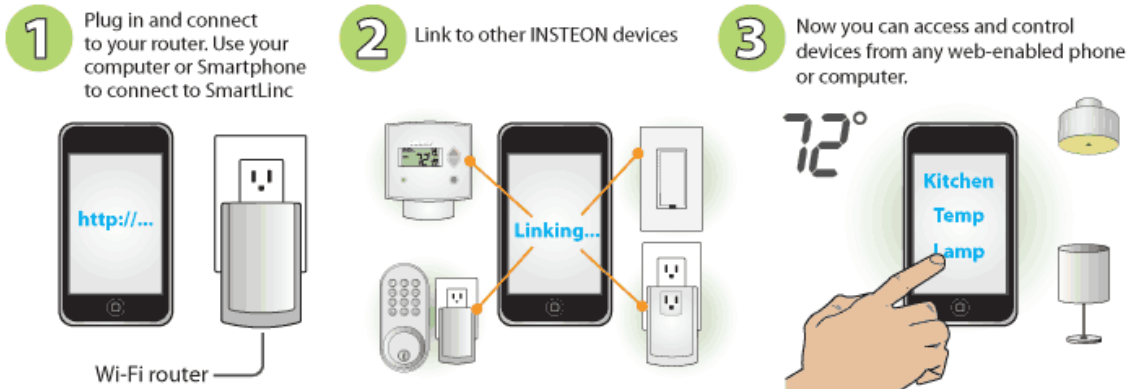 1
Plug in and connect
to your router. Use your
computer or Smartphone
to connect to SmartLinc
http://...
Wi-Fi router
2
Link to other INSTEON devices
72
Linking...
3
Now you can access and control
devices from any web-enabled phone
or computer.
72°
Kitchen
Temp
Lamp